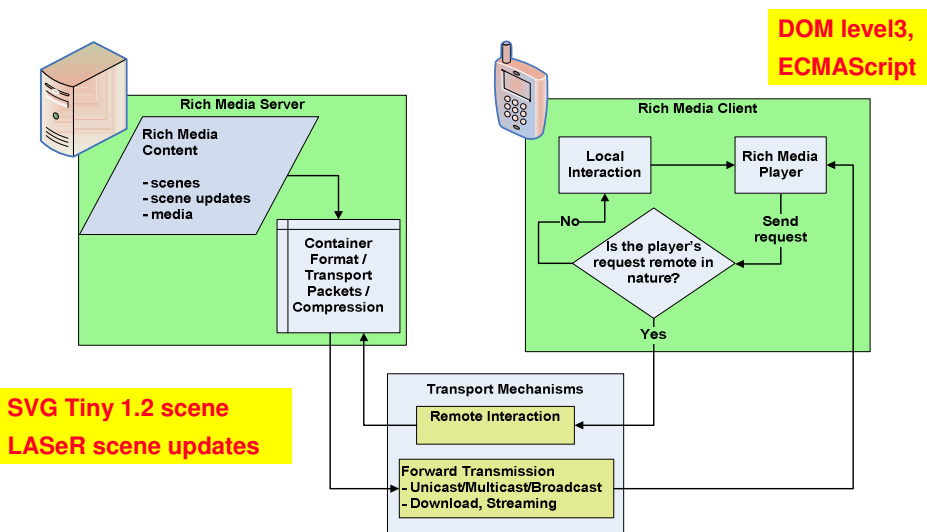 DOM level3,
ECMAScript
Rich Media Server
Rich Media
Content
- scenes
- scene updates
- media
Container
Format /
Transport
Packets /
Compression
Rich Media Client
Local
Interaction
Rich Media
Player
No
Send
request
Is the player's
request remote in
nature?
Yes
SVG Tiny 1.2 scene
LASeR scene updates
Transport Mechanisms
Remote Interaction
Forward Transmission
- Unicast/Multicast/Broadcast
- Download, Streaming